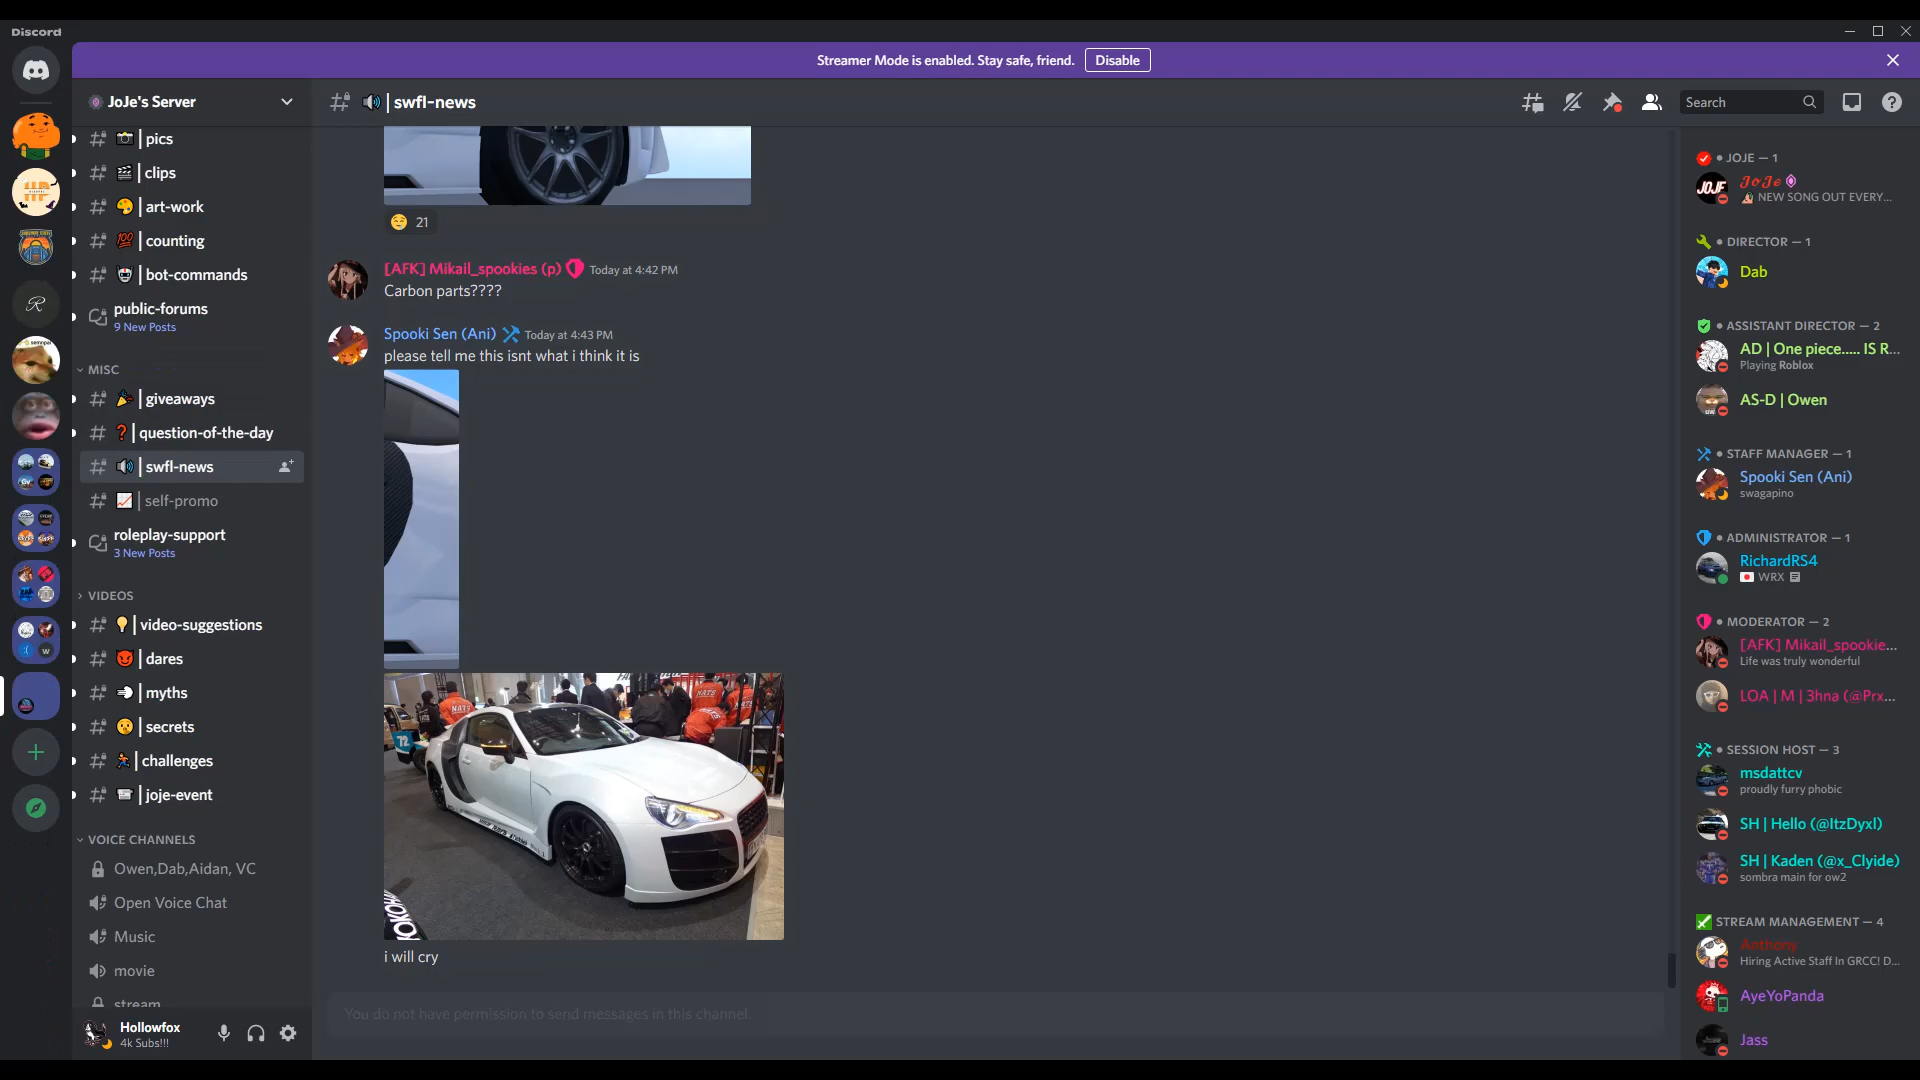 Discord
Streamer Mode is enabled. Stay safe, friend.
Disable
JoJe's Server
| pics
| clips
| art-work
| counting
| bot-commands
public-forums
9 New Posts
MISC
| giveaways
| question-of-the-day
| swfl-news
| self-promo
roleplay-support
3 New Posts
VIDEOS
| video-suggestions
| dares
| myths
| secrets
| challenges
| joje-event
VOICE CHANNELS
Owen,Dab,Aidan, VC
Open Voice Chat
Music
movie
stream
Hollowfox
4k Subs!!!
| swfl-news
Search
21
[AFK] Mikail_spookies (p) Today at 4:42 PM
Carbon parts????
Spooki Sen (Ani) Today at 4:43 PM
please tell me this isnt what i think it is
NATS
72
i will cry
You do not have permission to send messages in this channel.
• JOJE — 1
JOJE
JoJe
NEW SONG OUT EVERY...
• DIRECTOR — 1
Dab
• ASSISTANT DIRECTOR — 2
AD | One piece..... IS R...
Playing Roblox
AS-D | Owen
• STAFF MANAGER — 1
Spooki Sen (Ani)
swagapino
• ADMINISTRATOR — 1
RichardRS4
WRX
• MODERATOR — 2
[AFK] Mikail_spookie...
Life was truly wonderful
LOA | M | 3hna (@Prx...
• SESSION HOST — 3
msdattcv
proudly furry phobic
SH | Hello (@ItzDyxl)
SH | Kaden (@x_Clyide)
sombra main for ow2
STREAM MANAGEMENT — 4
Anthony
Hiring Active Staff In GRCC! D...
AyeYoPanda
Jass